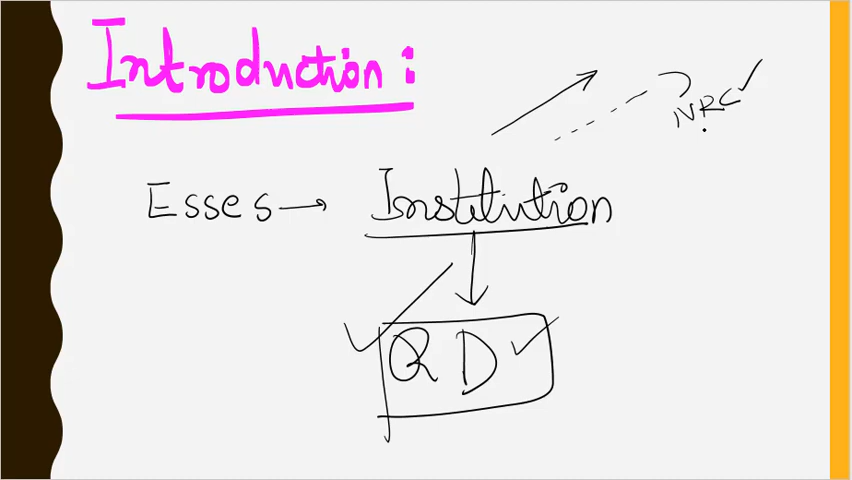 Introduction:
NRC
Esses → Institution
QD